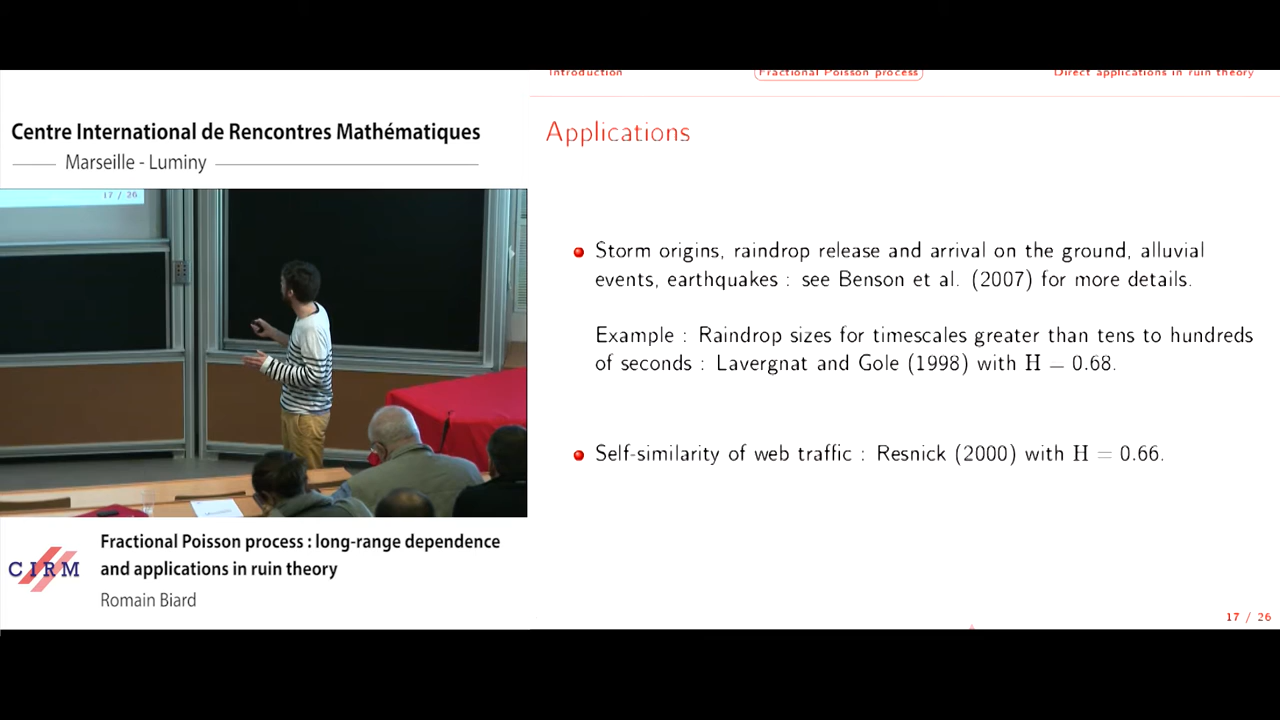 Centre International de Rencontres Mathématiques
Marseille - Luminy
17 / 26
CIRM
Fractional Poisson process : long-range dependence
and applications in ruin theory
Romain Biard
Introduction
Fractional Poisson process
Direct applications in ruin theory
Applications
Storm origins, raindrop release and arrival on the ground, alluvial
events, earthquakes : see Benson et al. (2007) for more details.
Example : Raindrop sizes for timescales greater than tens to hundreds
of seconds : Lavergnat and Gole (1998) with H = 0.68.
Self-similarity of web traffic : Resnick (2000) with H = 0.66.
17 / 26